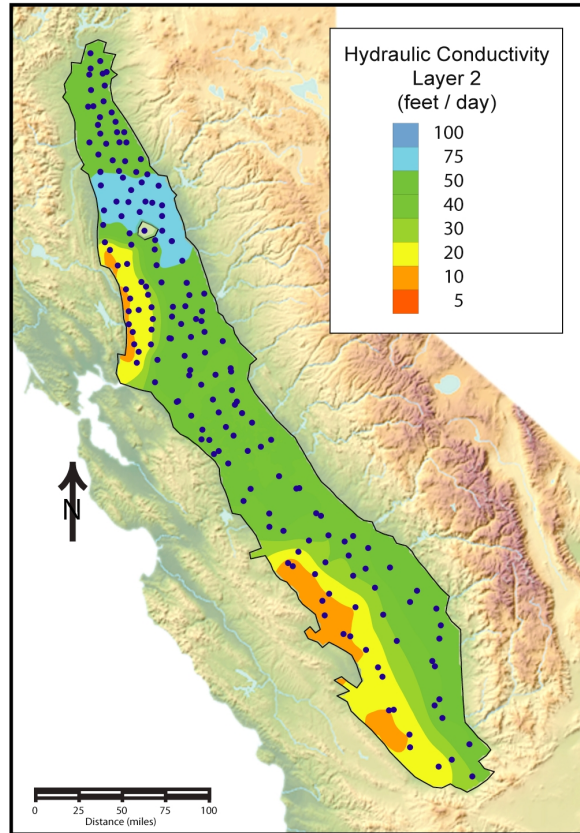 Hydraulic Conductivity
Layer 2
(feet / day)
100
75
50
40
30
20
10
5
N
0 25 50 75 100
Distance (miles)